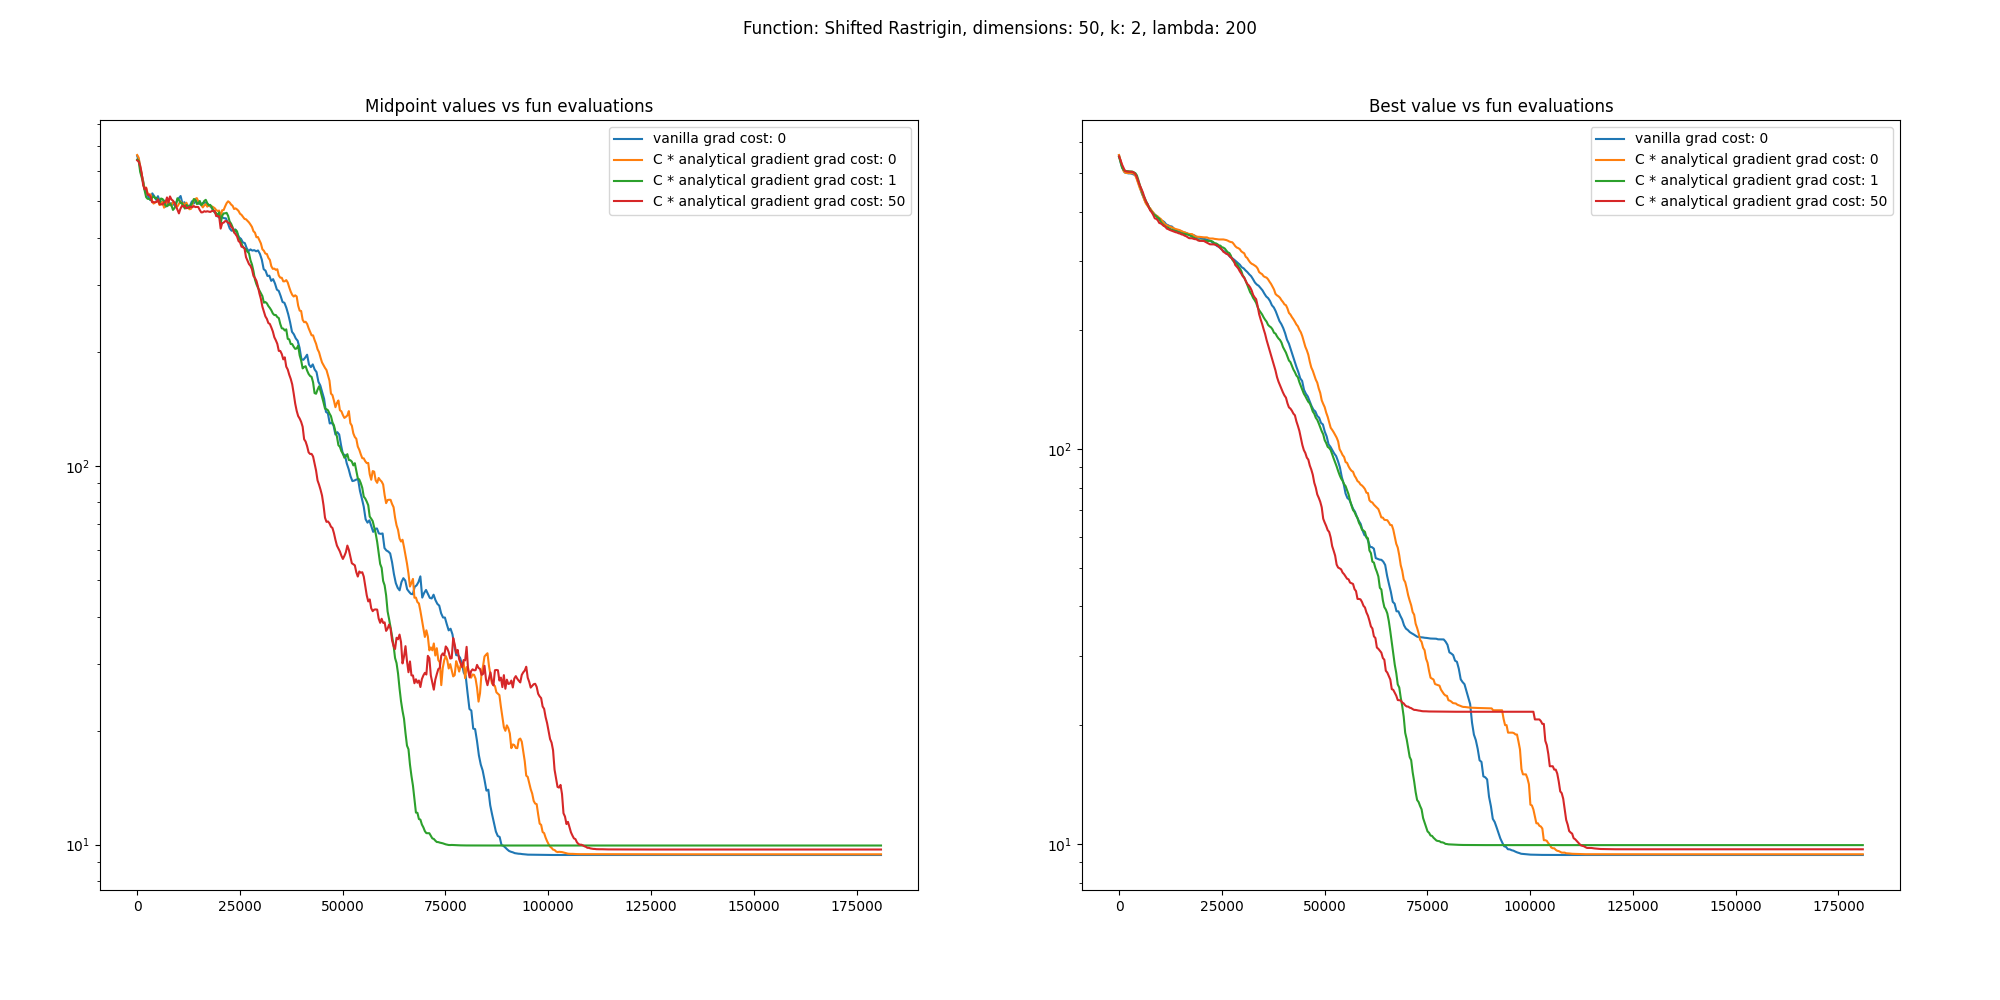 Function: Shifted Rastrigin, dimensions: 50, k: 2, lambda: 200
Midpoint values vs fun evaluations
vanilla grad cost: 0
C * analytical gradient grad cost: 0
C * analytical gradient grad cost: 1
C * analytical gradient grad cost: 50
10²
10¹
0 25000 50000 75000 100000 125000 150000 175000
Best value vs fun evaluations
vanilla grad cost: 0
C * analytical gradient grad cost: 0
C * analytical gradient grad cost: 1
C * analytical gradient grad cost: 50
10²
10¹
0 25000 50000 75000 100000 125000 150000 175000